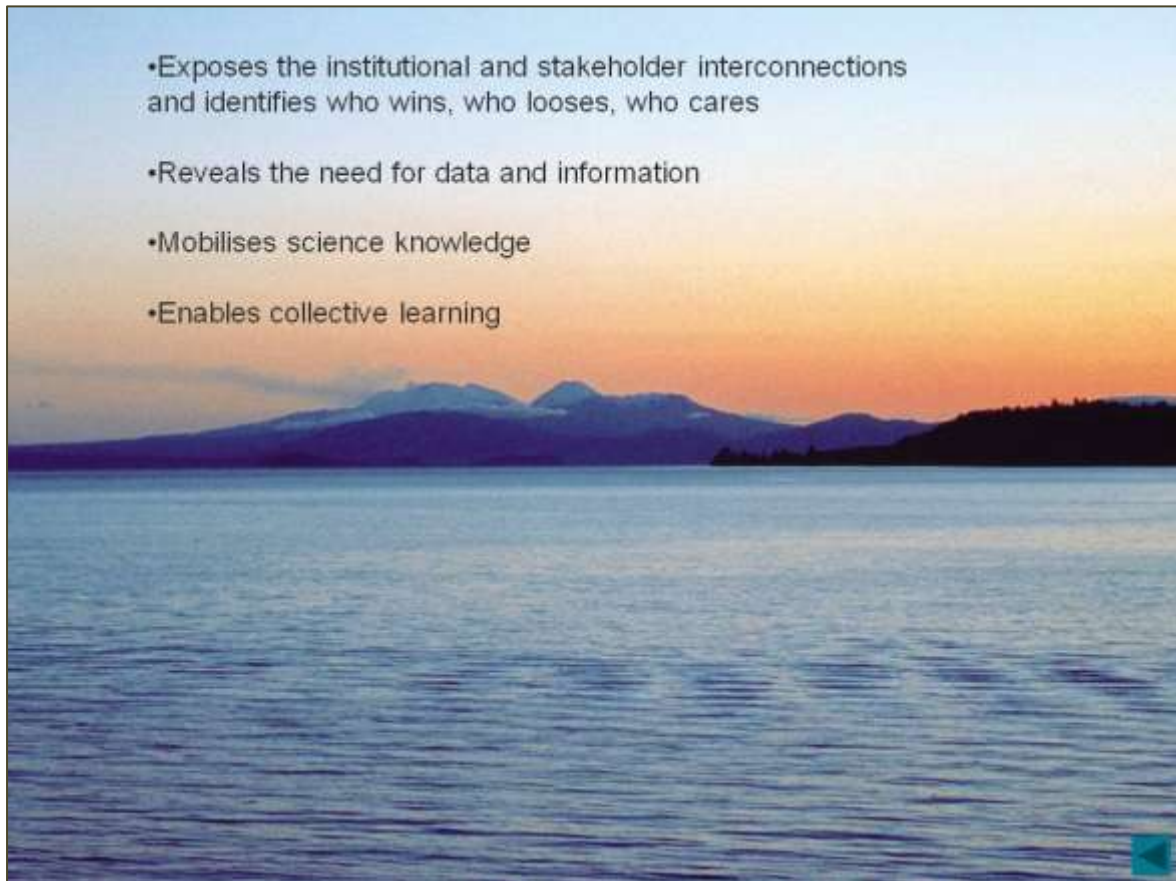 •Exposes the institutional and stakeholder interconnections
and identifies who wins, who looses, who cares
•Reveals the need for data and information
•Mobilises science knowledge
•Enables collective learning